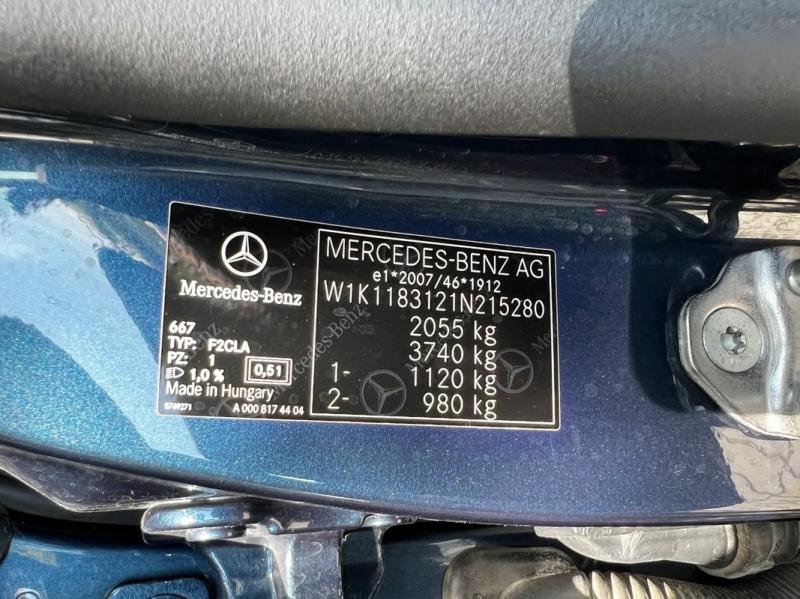 Mercedes-Benz
667
TYP: F2CLA
PZ: 1
1,0 %
0,51
Made in Hungary
5769271
A 000 817 44 04
MERCEDES-BENZ AG
e1*2007/46*1912
W1K1183121N215280
2055 kg
3740 kg
1- 1120 kg
2- 980 kg